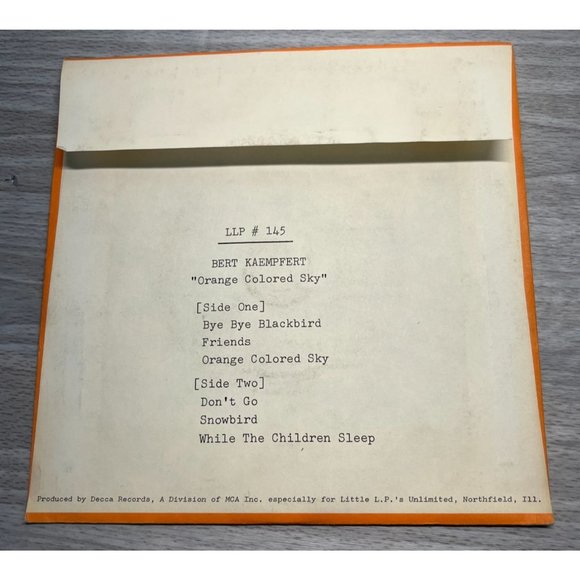 LLP # 145
BERT KAEMPFERT
"Orange Colored Sky"
[Side One]
Bye Bye Blackbird
Friends
Orange Colored Sky
[Side Two]
Don't Go
Snowbird
While The Children Sleep
Produced by Decca Records, A Division of MCA Inc. especially for Little L.P.'s Unlimited, Northfield, Ill.